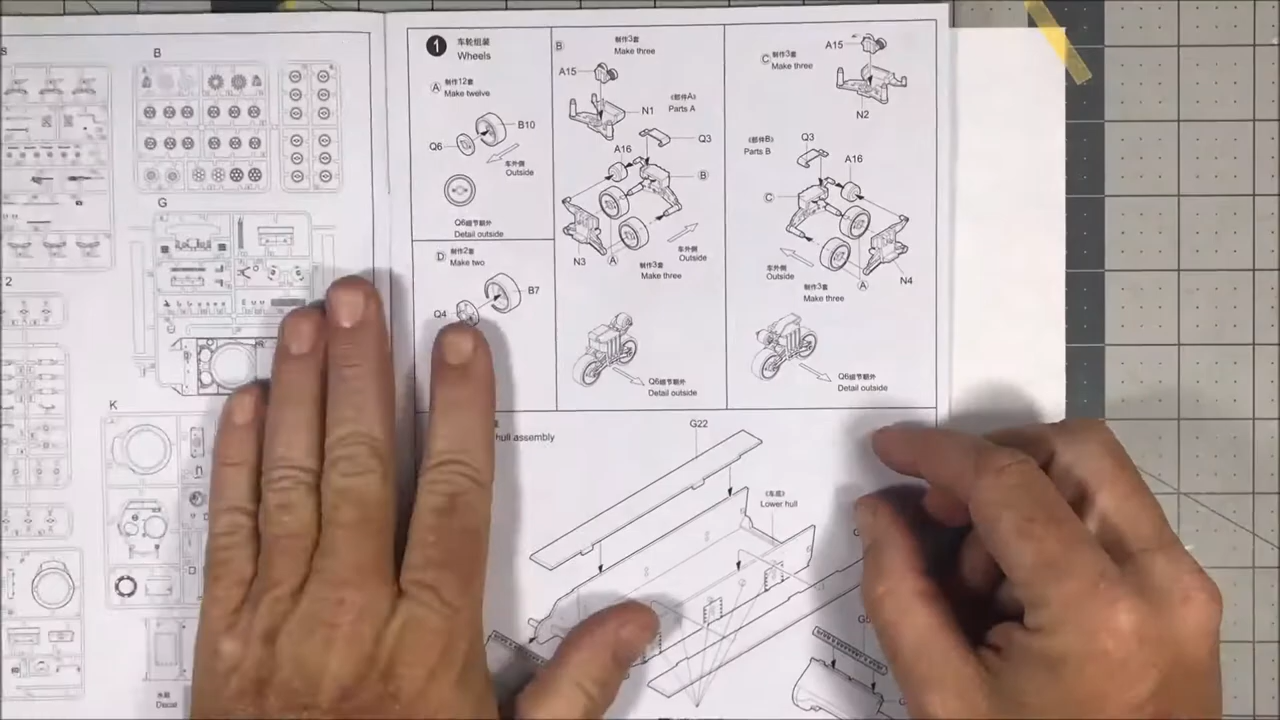 S
B
G
2
K
水贴
Decal
1
车轮组装
Wheels
A
制作12套
Make twelve
B10
Q6
车外侧
Outside
Q6细节朝外
Detail outside
D
制作2套
Make two
B7
Q4
B
制作3套
Make three
A15
《部件A》
Parts A
N1
Q3
A16
B
N3
A
车外侧
Outside
制作3套
Make three
Q6细节朝外
Detail outside
C
制作3套
Make three
A15
N2
《部件B》
Parts B
Q3
A16
C
车外侧
Outside
制作3套
Make three
A
N4
Q6细节朝外
Detail outside
hull assembly
G22
《车底》
Lower hull